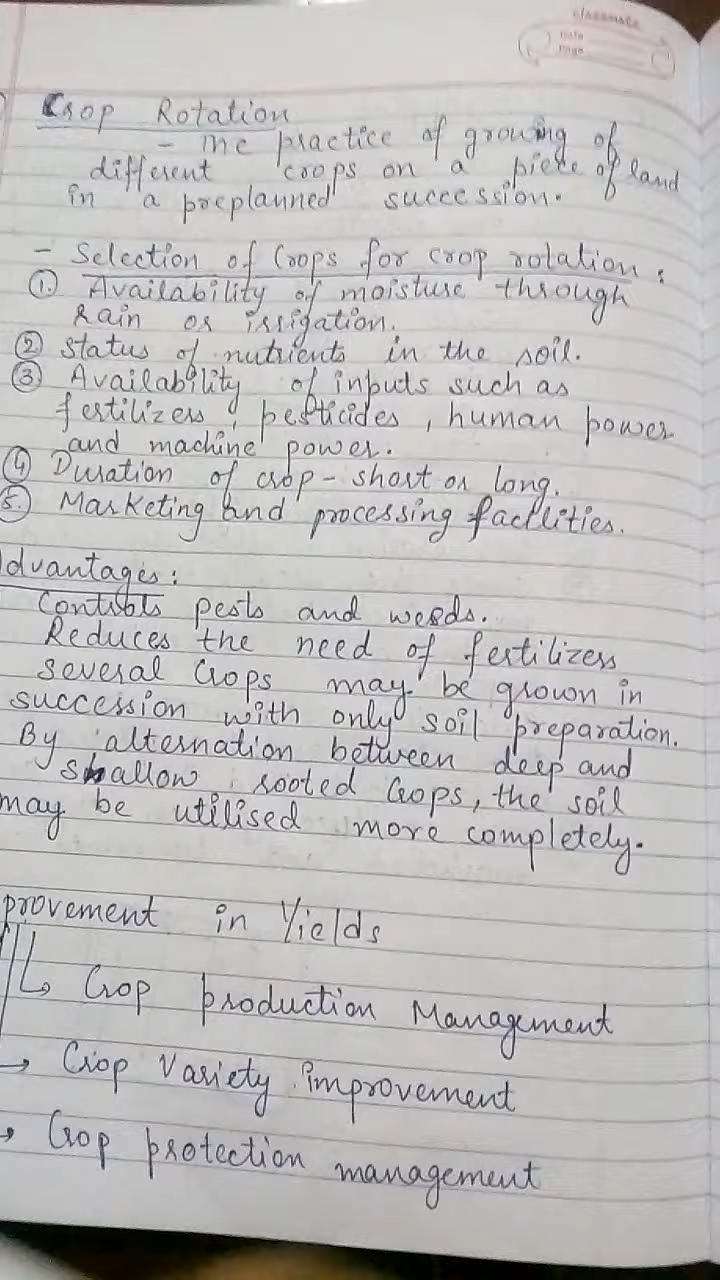 classmate
Date
Page
Crop Rotation
- The practice of growing of
different crops on a piece of land
in a preplanned succession.
- Selection of Crops for crop rotation :
① Availability of moisture through
Rain or irrigation.
② Status of nutrients in the soil.
③ Availability of inputs such as
fertilizers, pesticides, human power
and machine power.
④ Duration of crop - short or long.
⑤. Marketing and processing facilities.
dvantages :
Controls pests and weeds.
Reduces the need of fertilizers
several Crops may be grown in
succession with only soil preparation.
By alternation between deep and
shallow rooted Crops, the soil
may be utilised more completely.
provement in Yields
↳ Crop production Management
→ Crop Variety improvement
→ Crop protection management